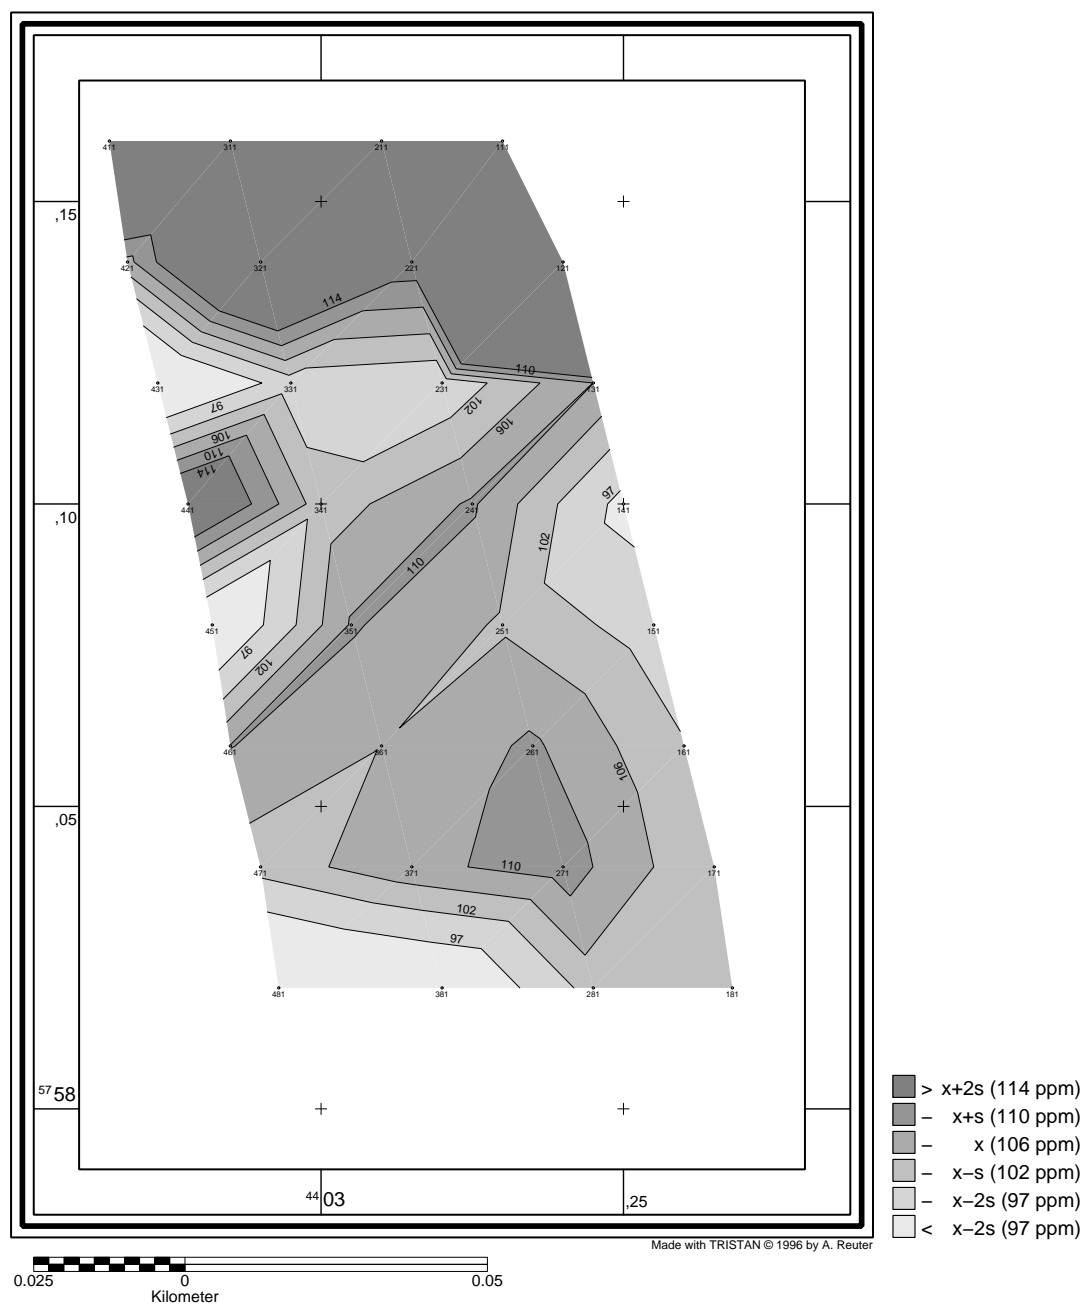 411 311 211 111
,15
421 321 221 121
114
110
431 331 231 131
97
102
106
106
110
114
97
441 341 241 141
,10
102
110
451 351 251 151
97
102
461 361 261 161
106
,05
110
471 371 271 171
102
97
481 381 281 181
57 58
> x+2s (114 ppm)
– x+s (110 ppm)
– x (106 ppm)
– x–s (102 ppm)
– x–2s (97 ppm)
< x–2s (97 ppm)
44 03 ,25
Made with TRISTAN © 1996 by A. Reuter
0.025 0 0.05
Kilometer